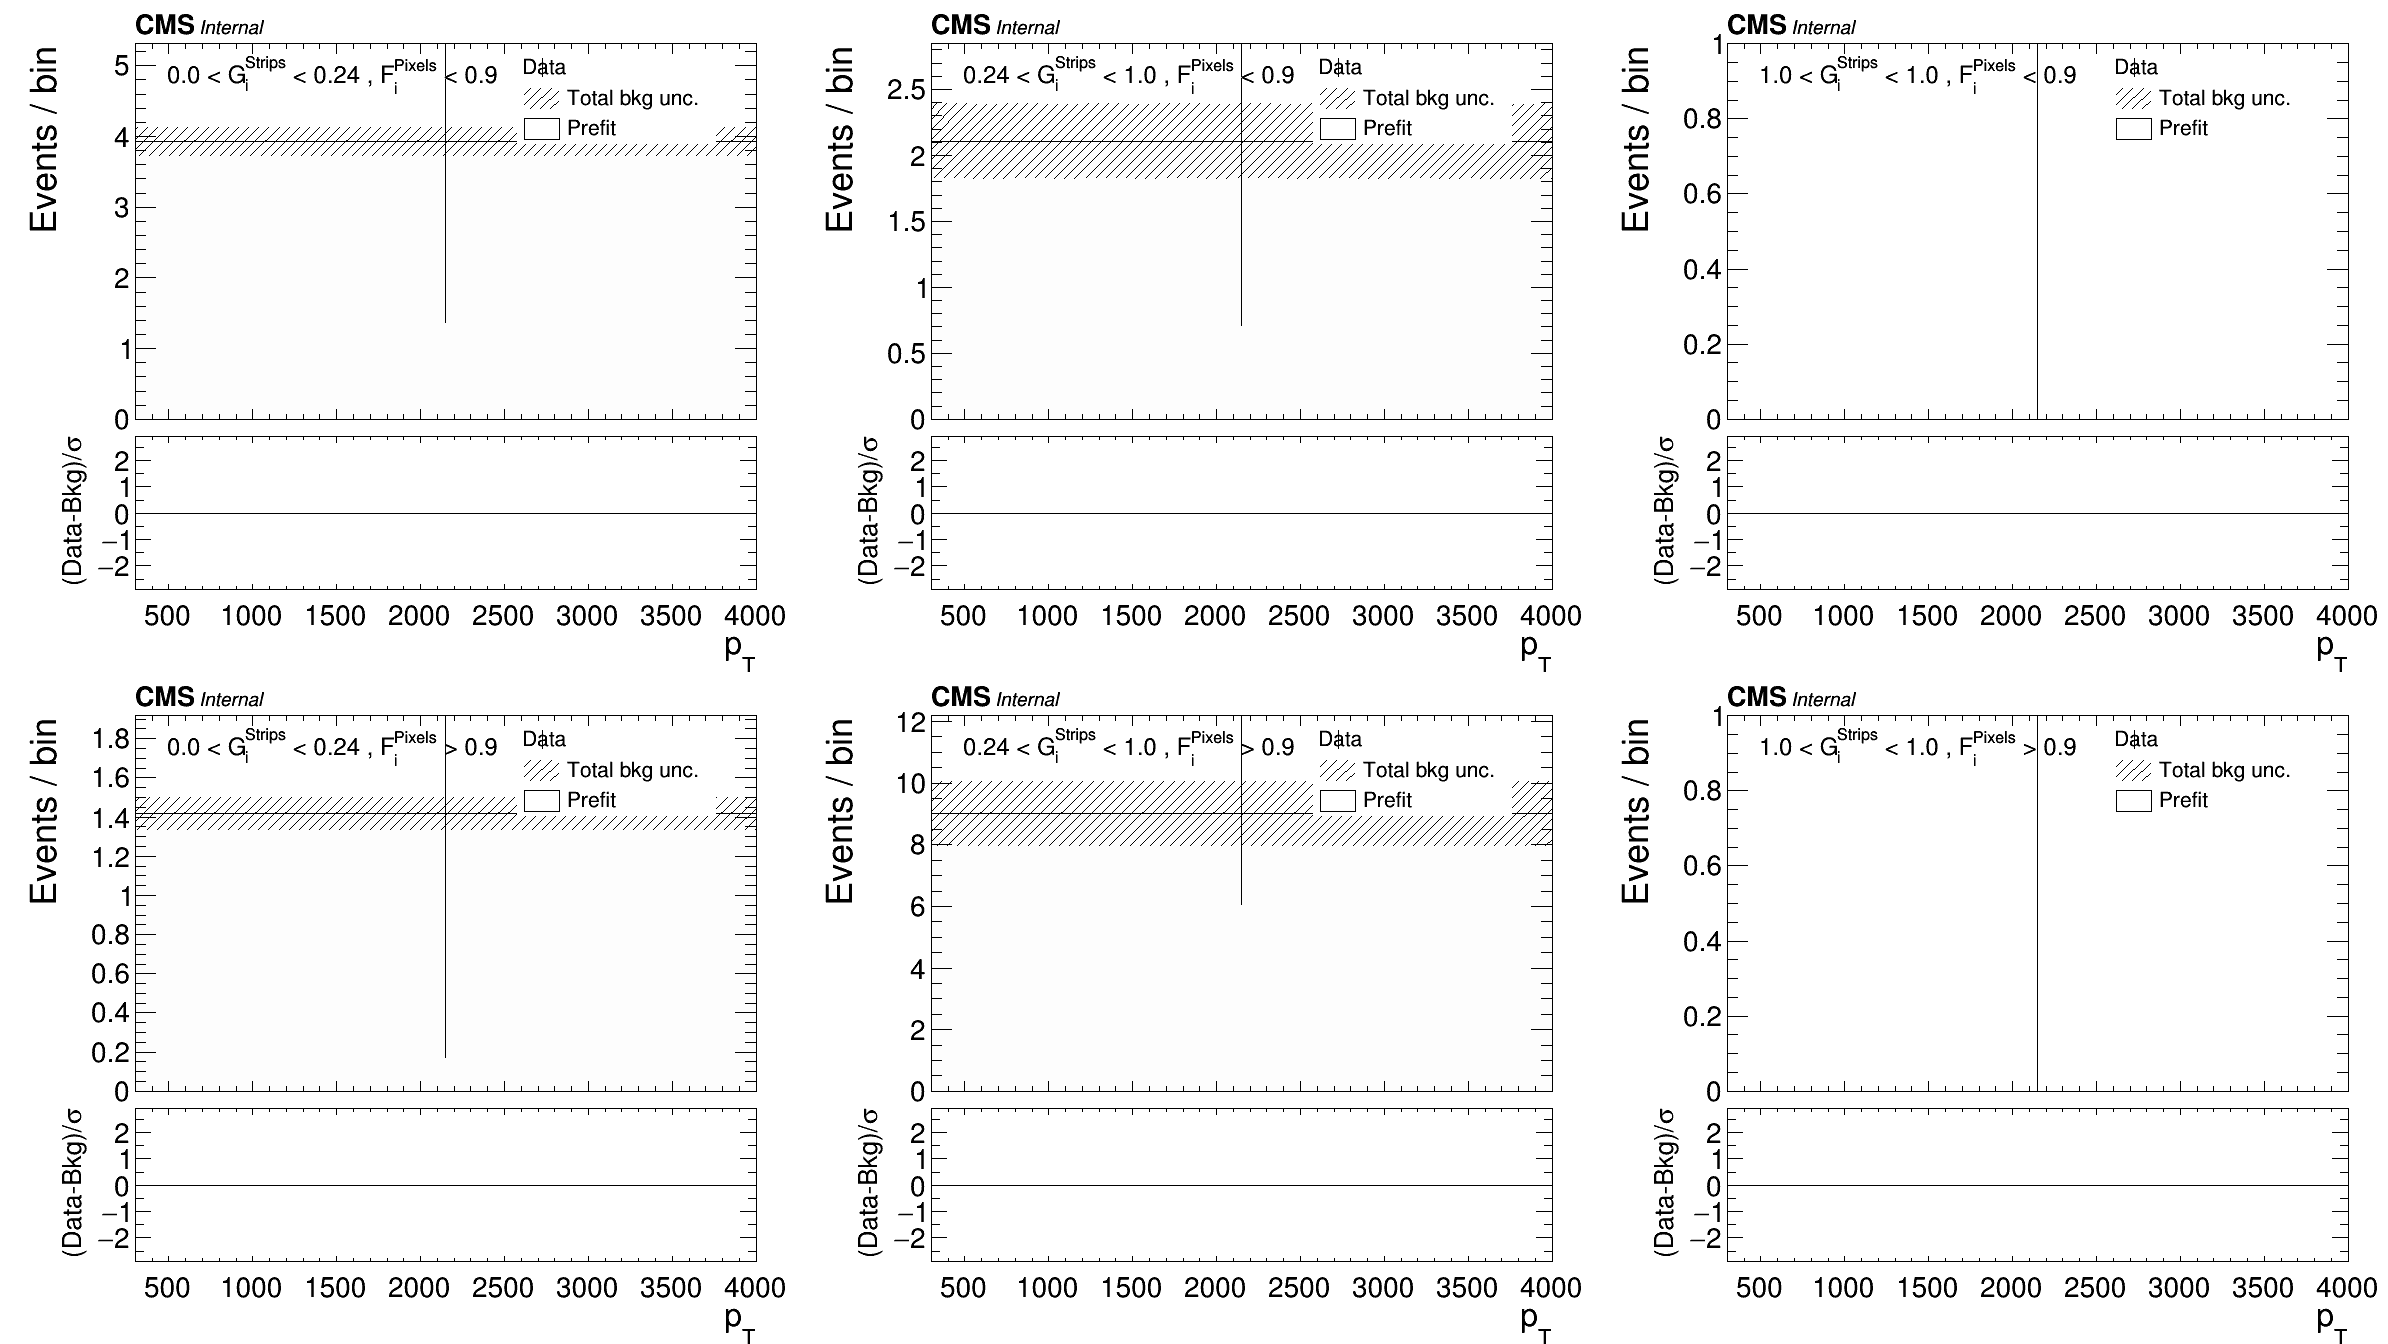 CMS Internal
Events / bin
0.0 < G_i^Strips < 0.24 , F_i^Pixels < 0.9
Data
Total bkg unc.
Prefit
5
4
3
2
1
0
(Data-Bkg)/σ
2
1
0
−1
−2
500 1000 1500 2000 2500 3000 3500 4000
p_T
CMS Internal
Events / bin
0.24 < G_i^Strips < 1.0 , F_i^Pixels < 0.9
Data
Total bkg unc.
Prefit
2.5
2
1.5
1
0.5
0
(Data-Bkg)/σ
2
1
0
−1
−2
500 1000 1500 2000 2500 3000 3500 4000
p_T
CMS Internal
Events / bin
1.0 < G_i^Strips < 1.0 , F_i^Pixels < 0.9
Data
Total bkg unc.
Prefit
1
0.8
0.6
0.4
0.2
0
(Data-Bkg)/σ
2
1
0
−1
−2
500 1000 1500 2000 2500 3000 3500 4000
p_T
CMS Internal
Events / bin
0.0 < G_i^Strips < 0.24 , F_i^Pixels > 0.9
Data
Total bkg unc.
Prefit
1.8
1.6
1.4
1.2
1
0.8
0.6
0.4
0.2
0
(Data-Bkg)/σ
2
1
0
−1
−2
500 1000 1500 2000 2500 3000 3500 4000
p_T
CMS Internal
Events / bin
0.24 < G_i^Strips < 1.0 , F_i^Pixels > 0.9
Data
Total bkg unc.
Prefit
12
10
8
6
4
2
0
(Data-Bkg)/σ
2
1
0
−1
−2
500 1000 1500 2000 2500 3000 3500 4000
p_T
CMS Internal
Events / bin
1.0 < G_i^Strips < 1.0 , F_i^Pixels > 0.9
Data
Total bkg unc.
Prefit
1
0.8
0.6
0.4
0.2
0
(Data-Bkg)/σ
2
1
0
−1
−2
500 1000 1500 2000 2500 3000 3500 4000
p_T